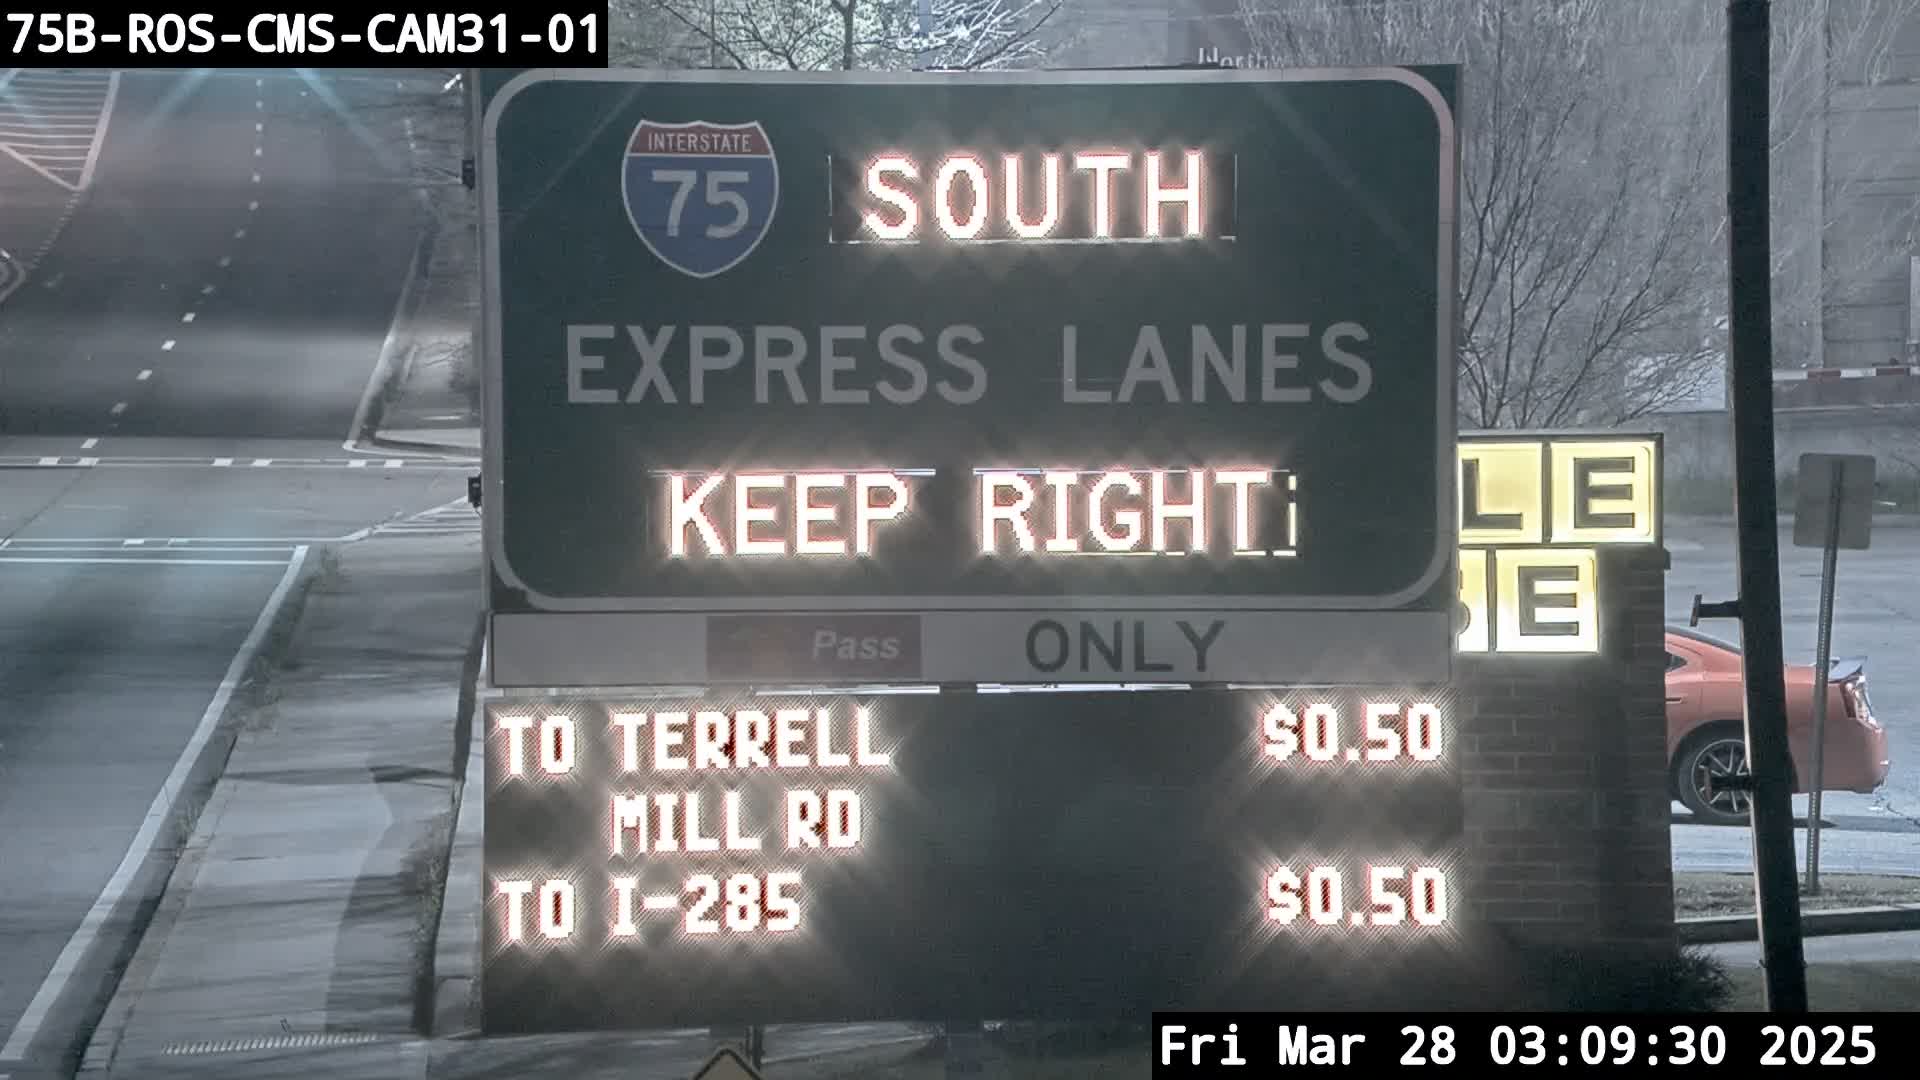 75B-ROS-CMS-CAM31-01
INTERSTATE
75
SOUTH
EXPRESS LANES
KEEP RIGHT
Pass ONLY
TO TERRELL $0.50
MILL RD
TO I-285 $0.50
LE
E
Fri Mar 28 03:09:30 2025